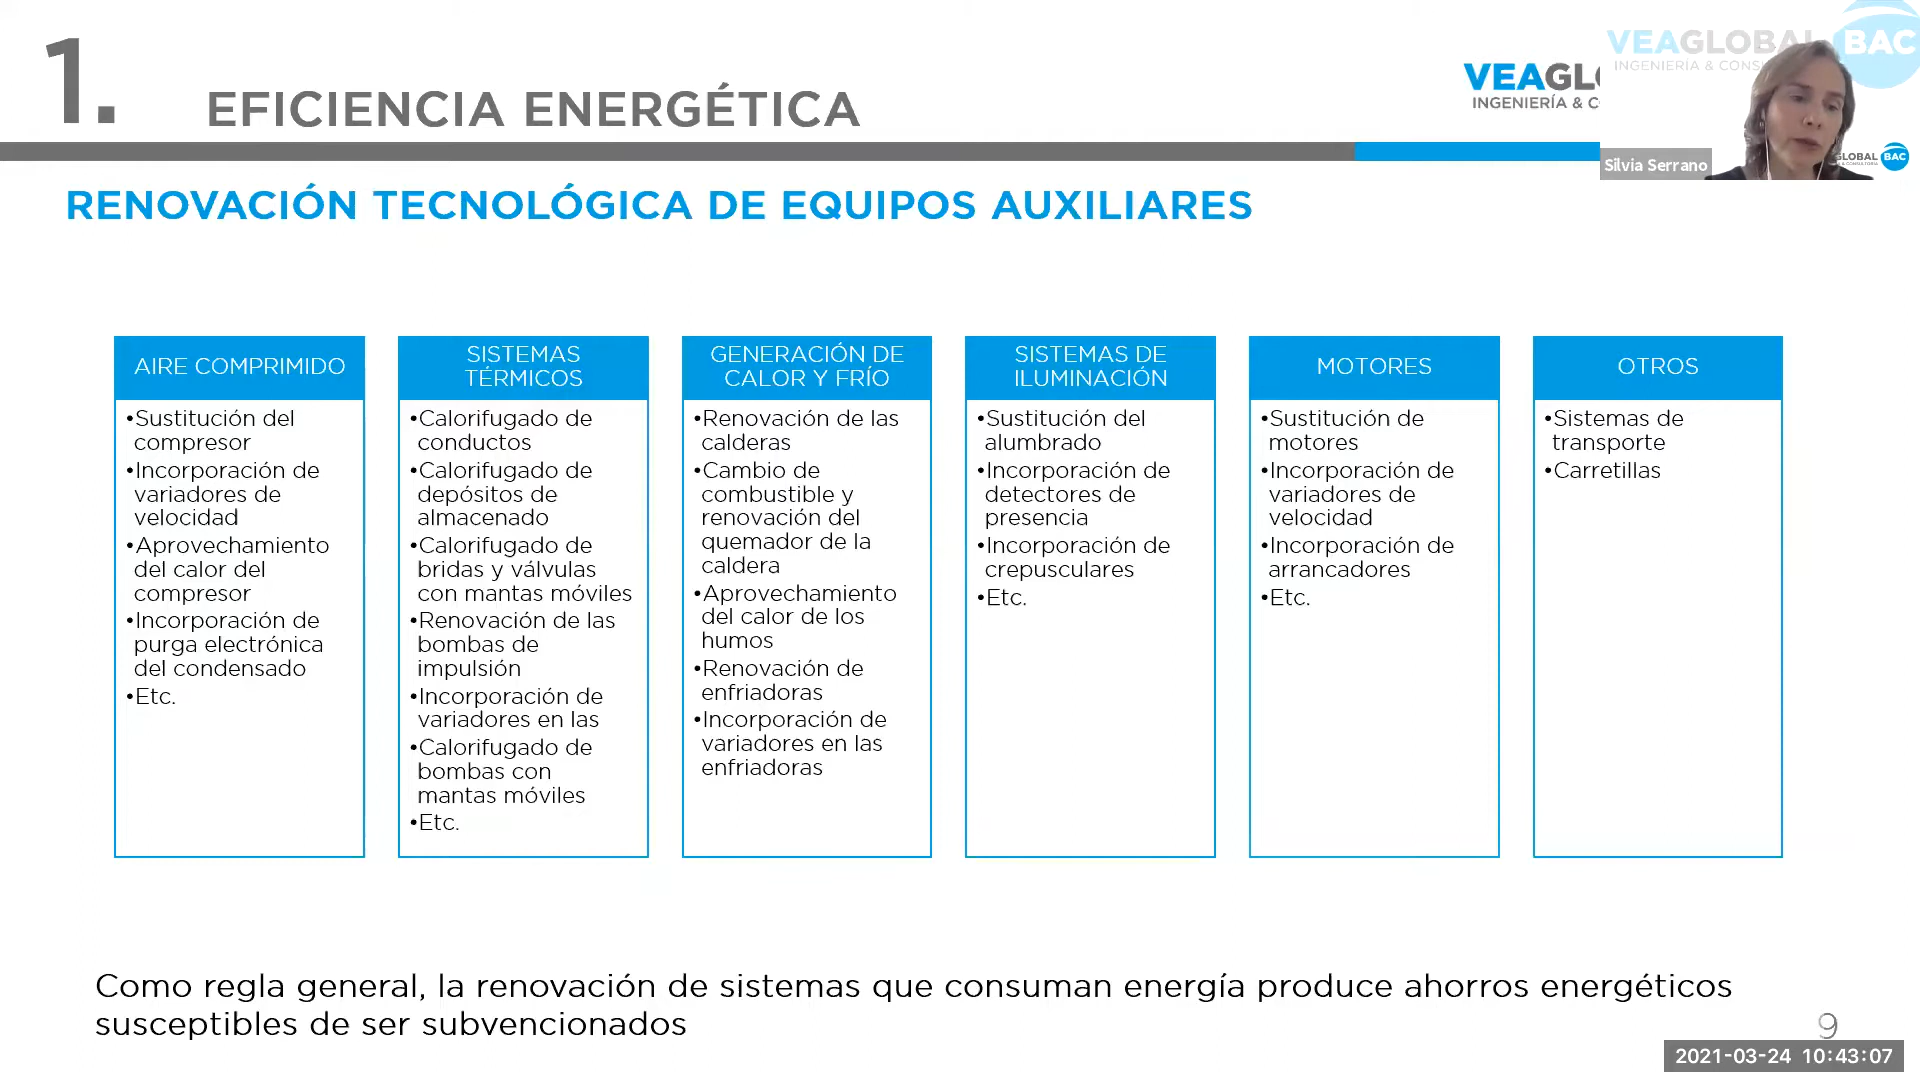 1.
EFICIENCIA ENERGÉTICA
VEAGL
INGENIERÍA & C
VEAGLOBAL
BAC
INGENIERÍA & CONSU
Silvia Serrano
GLOBAL
BAC
RENOVACIÓN TECNOLÓGICA DE EQUIPOS AUXILIARES
AIRE COMPRIMIDO
•Sustitución del
compresor
•Incorporación de
variadores de
velocidad
•Aprovechamiento
del calor del
compresor
•Incorporación de
purga electrónica
del condensado
•Etc.
SISTEMAS
TÉRMICOS
•Calorifugado de
conductos
•Calorifugado de
depósitos de
almacenado
•Calorifugado de
bridas y válvulas
con mantas móviles
•Renovación de las
bombas de
impulsión
•Incorporación de
variadores en las
•Calorifugado de
bombas con
mantas móviles
•Etc.
GENERACIÓN DE
CALOR Y FRÍO
•Renovación de las
calderas
•Cambio de
combustible y
renovación del
quemador de la
caldera
•Aprovechamiento
del calor de los
humos
•Renovación de
enfriadoras
•Incorporación de
variadores en las
enfriadoras
SISTEMAS DE
ILUMINACIÓN
•Sustitución del
alumbrado
•Incorporación de
detectores de
presencia
•Incorporación de
crepusculares
•Etc.
MOTORES
•Sustitución de
motores
•Incorporación de
variadores de
velocidad
•Incorporación de
arrancadores
•Etc.
OTROS
•Sistemas de
transporte
•Carretillas
Como regla general, la renovación de sistemas que consuman energía produce ahorros energéticos
susceptibles de ser subvencionados
9
2021-03-24 10:43:07